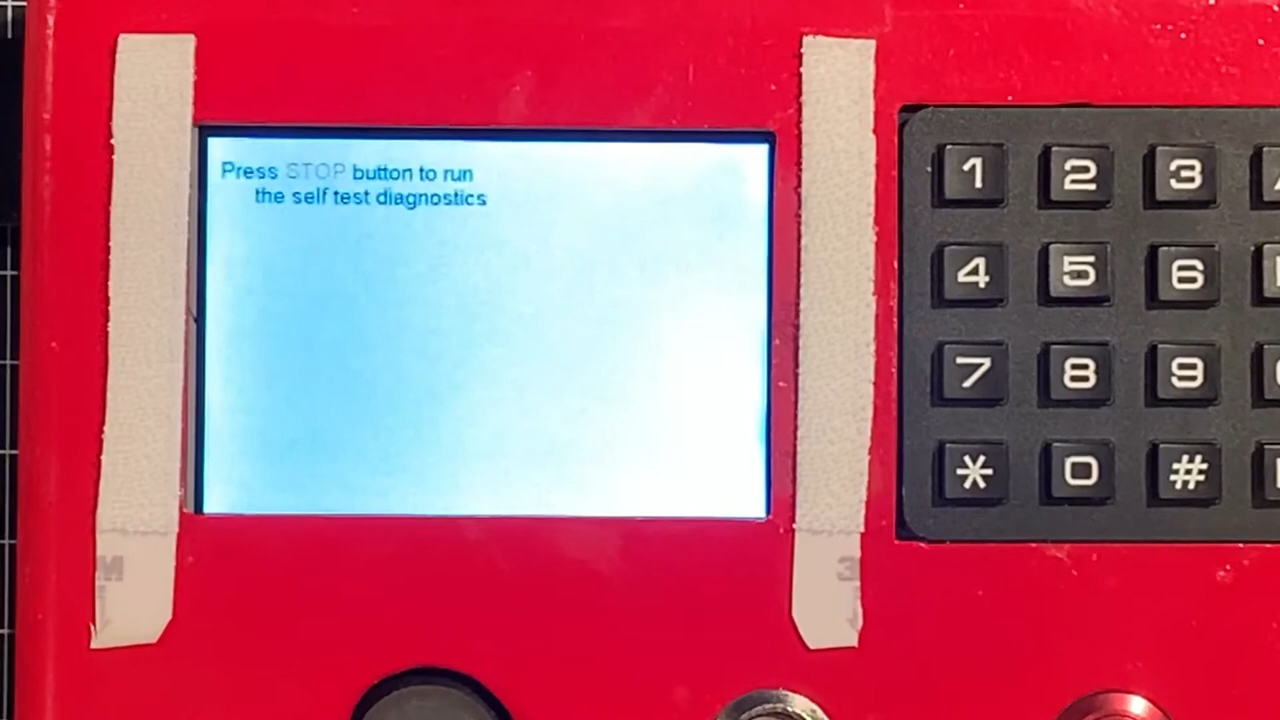 Press STOP button to run
the self test diagnostics
1 2 3
4 5 6
7 8 9
* 0 #